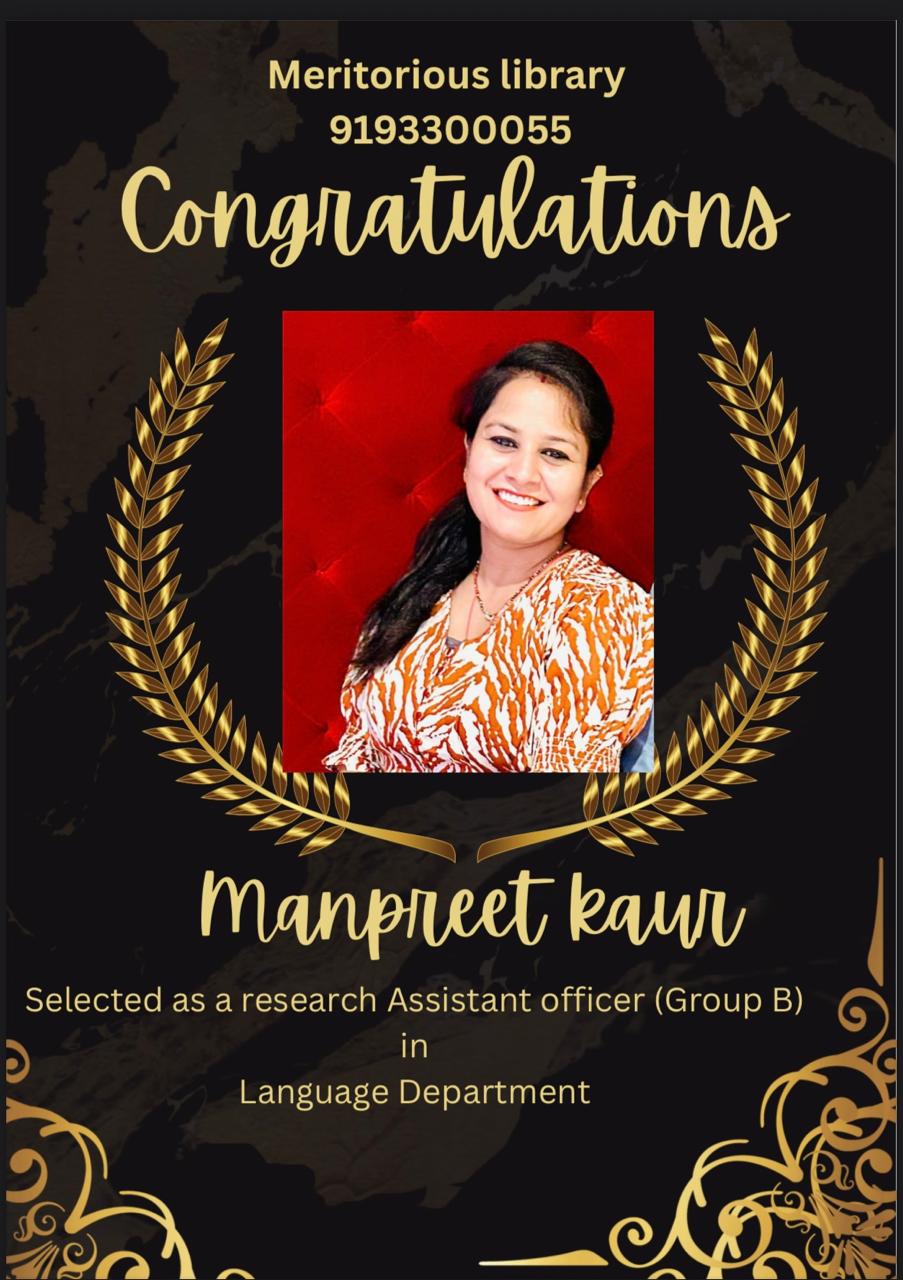 Meritorious library
9193300055
Congratulations
Manpreet kaur
Selected as a research Assistant officer (Group B)
in
Language Department